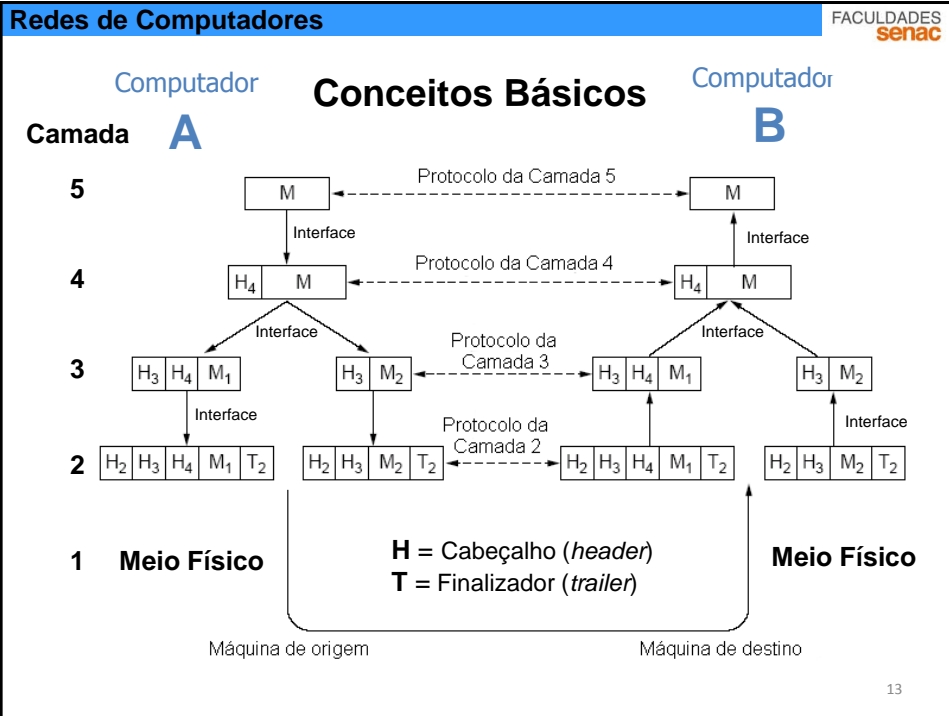 Redes de Computadores
FACULDADES
senac
Computador
A
Conceitos Básicos
Computador
B
Camada
5
M
Protocolo da Camada 5
M
Interface
Interface
4
H4 M
Protocolo da Camada 4
H4 M
Interface
Interface
3
H3 H4 M1
H3 M2
Protocolo da
Camada 3
H3 H4 M1
H3 M2
Interface
Interface
2
H2 H3 H4 M1 T2
H2 H3 M2 T2
Protocolo da
Camada 2
H2 H3 H4 M1 T2
H2 H3 M2 T2
1
Meio Físico
H = Cabeçalho (header)
T = Finalizador (trailer)
Meio Físico
Máquina de origem
Máquina de destino
13